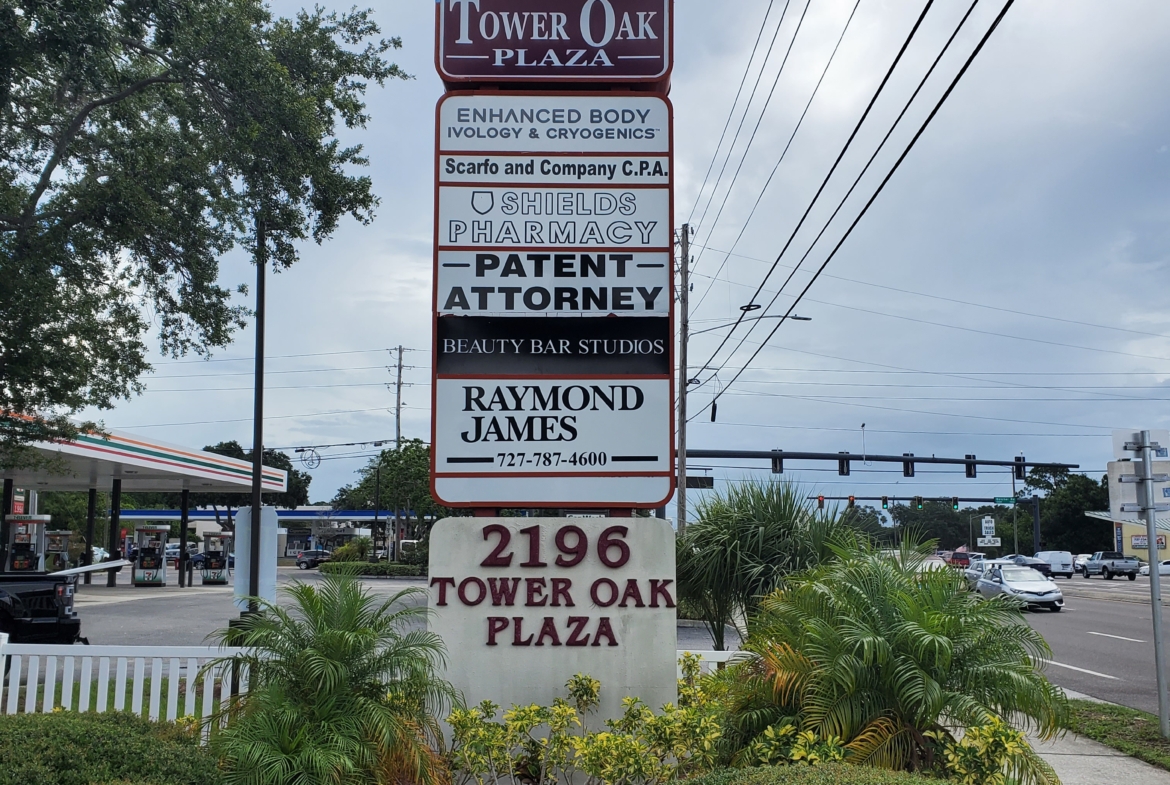 TOWER OAK
PLAZA
ENHANCED BODY
IVOLOGY & CRYOGENICS
Scarfo and Company C.P.A.
SHIELDS
PHARMACY
PATENT
ATTORNEY
BEAUTY BAR STUDIOS
RAYMOND
JAMES
727-787-4600
2196
TOWER OAK
PLAZA